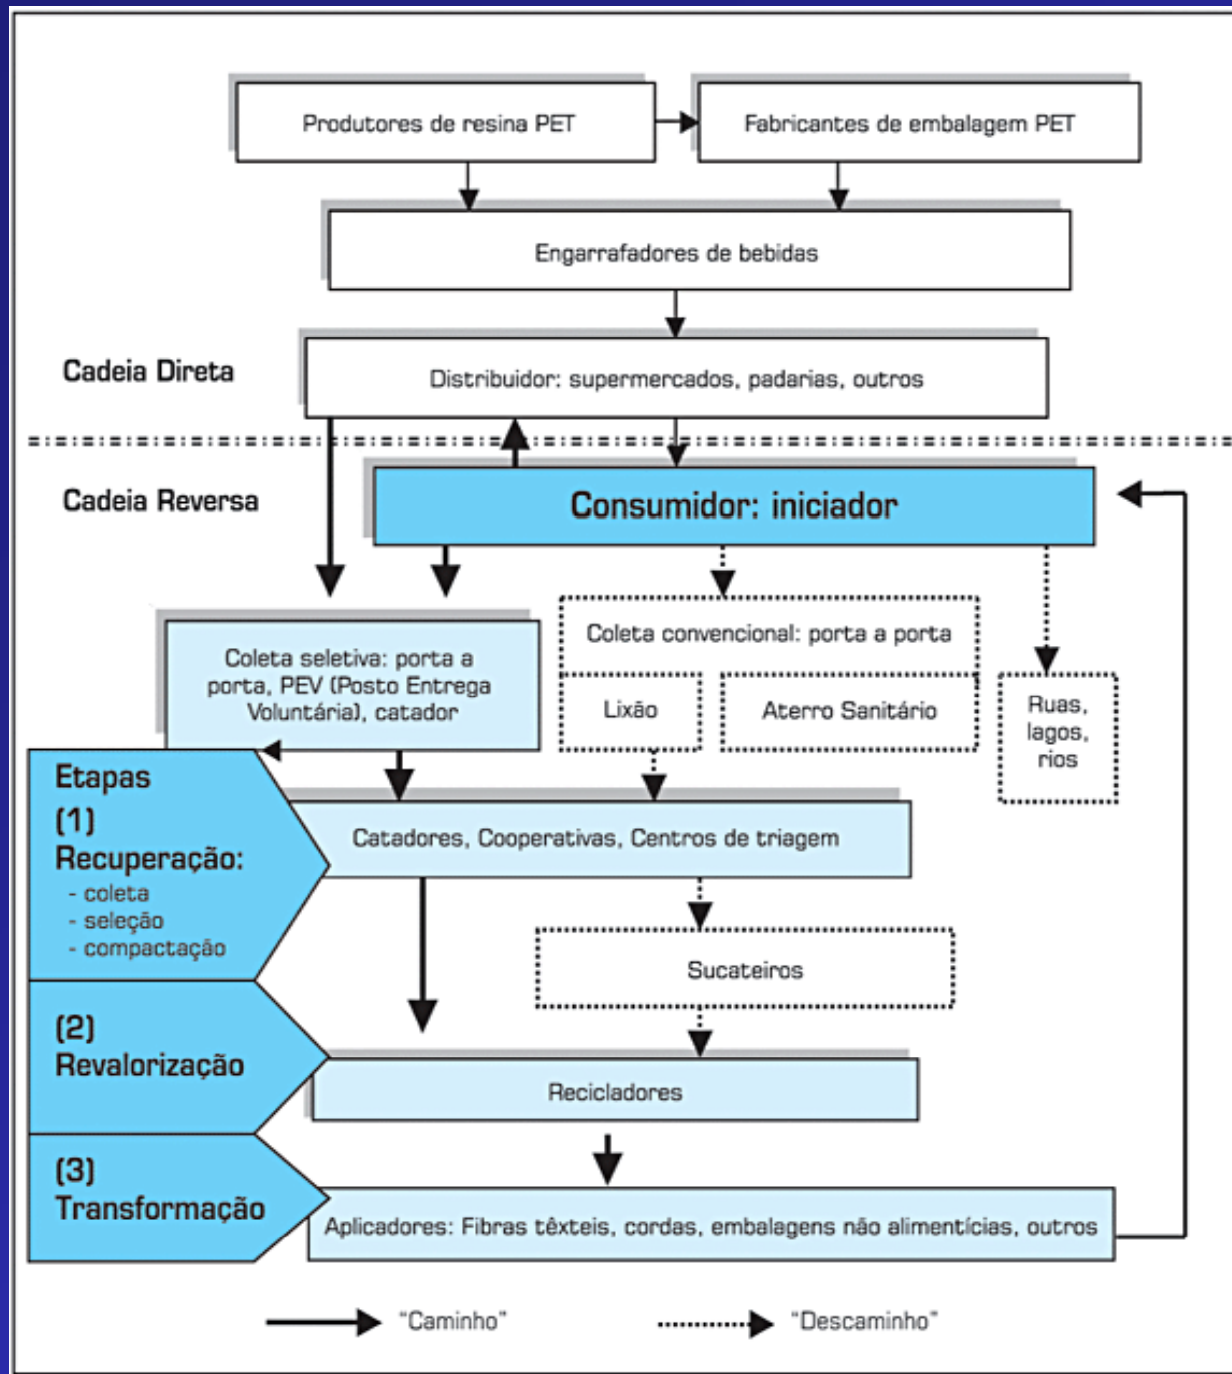 Produtores de resina PET
Fabricantes de embalagem PET
Engarrafadores de bebidas
Cadeia Direta
Distribuidor: supermercados, padarias, outros
Cadeia Reversa
Consumidor: iniciador
Coleta seletiva: porta a
porta, PEV (Posto Entrega
Voluntária), catador
Coleta convencional: porta a porta
Lixão
Aterro Sanitário
Ruas,
lagos,
rios
Etapas
(1)
Recuperação:
- coleta
- seleção
- compactação
Catadores, Cooperativas, Centros de triagem
Sucateiros
(2)
Revalorização
Recicladores
(3)
Transformação
Aplicadores: Fibras têxteis, cordas, embalagens não alimentícias, outros
"Caminho"
"Descaminho"